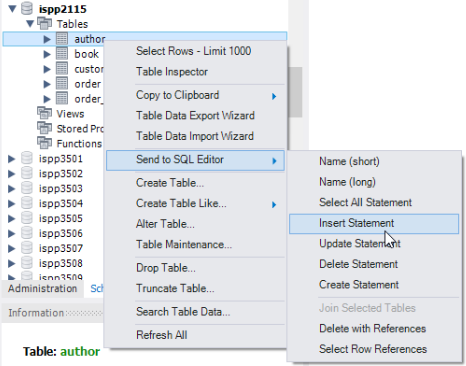 ispp2115
Tables
author
book
custo
order
order_
Views
Stored Pro
Functions
ispp3501
ispp3502
ispp3503
ispp3504
ispp3505
ispp3506
ispp3507
ispp3508
ispp3509
Administration Sch
Information
Table: author
Select Rows - Limit 1000
Table Inspector
Copy to Clipboard
Table Data Export Wizard
Table Data Import Wizard
Send to SQL Editor
Create Table...
Create Table Like...
Alter Table...
Table Maintenance...
Drop Table...
Truncate Table...
Search Table Data...
Refresh All
Name (short)
Name (long)
Select All Statement
Insert Statement
Update Statement
Delete Statement
Create Statement
Join Selected Tables
Delete with References
Select Row References